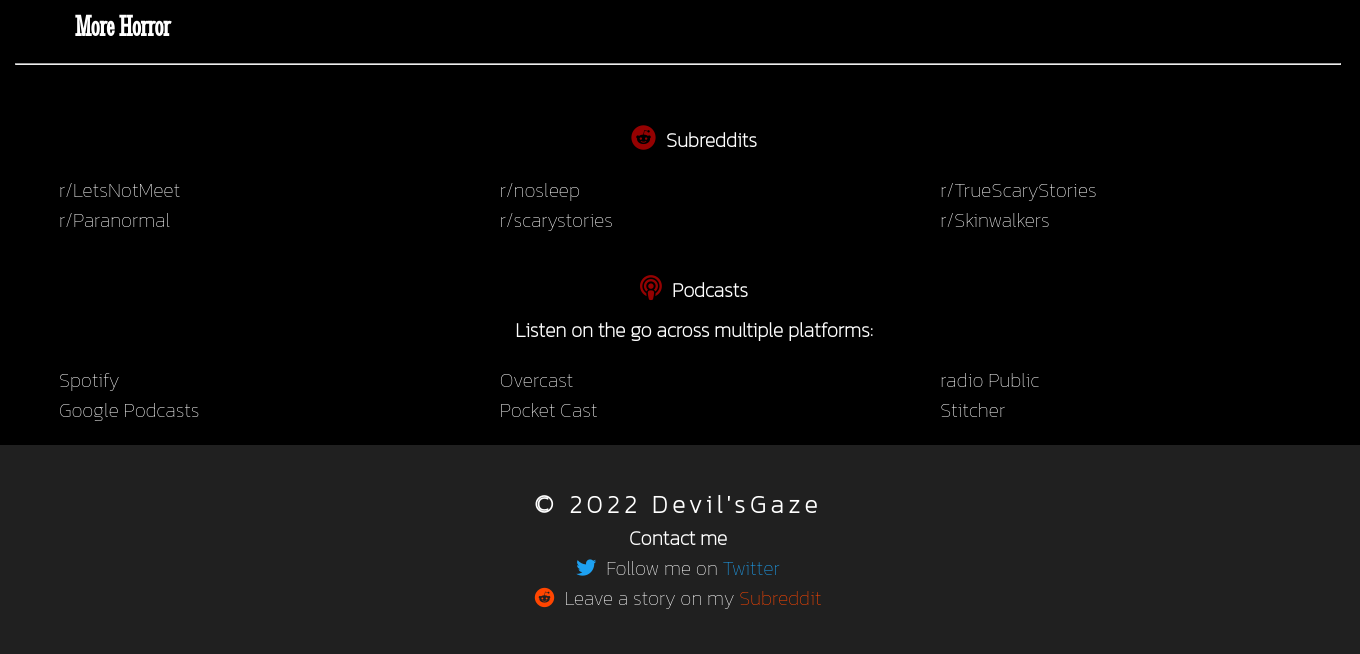 More Horror
Subreddits
r/LetsNotMeet r/nosleep r/TrueScaryStories
r/Paranormal r/scarystories r/Skinwalkers
Podcasts
Listen on the go across multiple platforms:
Spotify Overcast radio Public
Google Podcasts Pocket Cast Stitcher
© 2022 Devil'sGaze
Contact me
Follow me on Twitter
Leave a story on my Subreddit